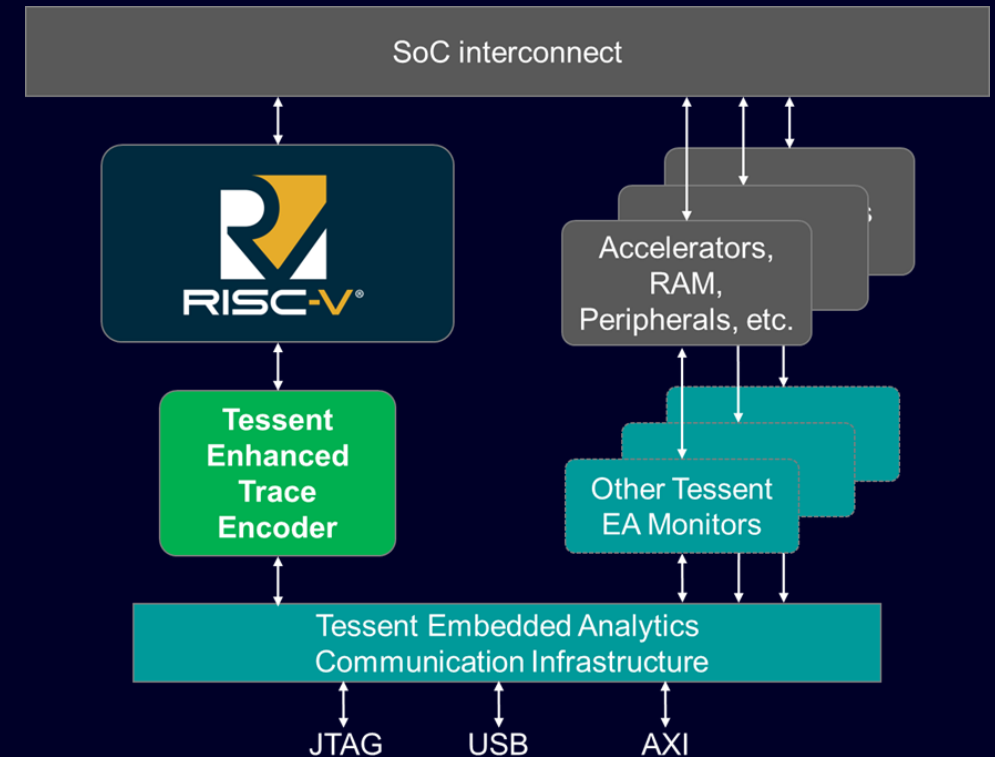 SoC interconnect
RISC-V®
Accelerators,
RAM,
Peripherals, etc.
Tessent
Enhanced
Trace
Encoder
Other Tessent
EA Monitors
Tessent Embedded Analytics
Communication Infrastructure
JTAG USB AXI